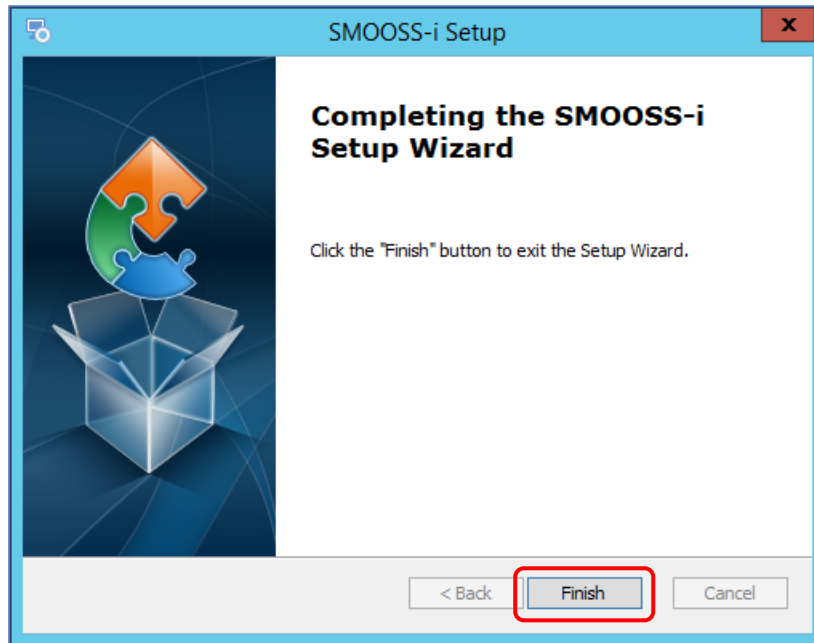 SMOOSS-i Setup
x
Completing the SMOOSS-i
Setup Wizard
Click the "Finish" button to exit the Setup Wizard.
< Back
Finish
Cancel